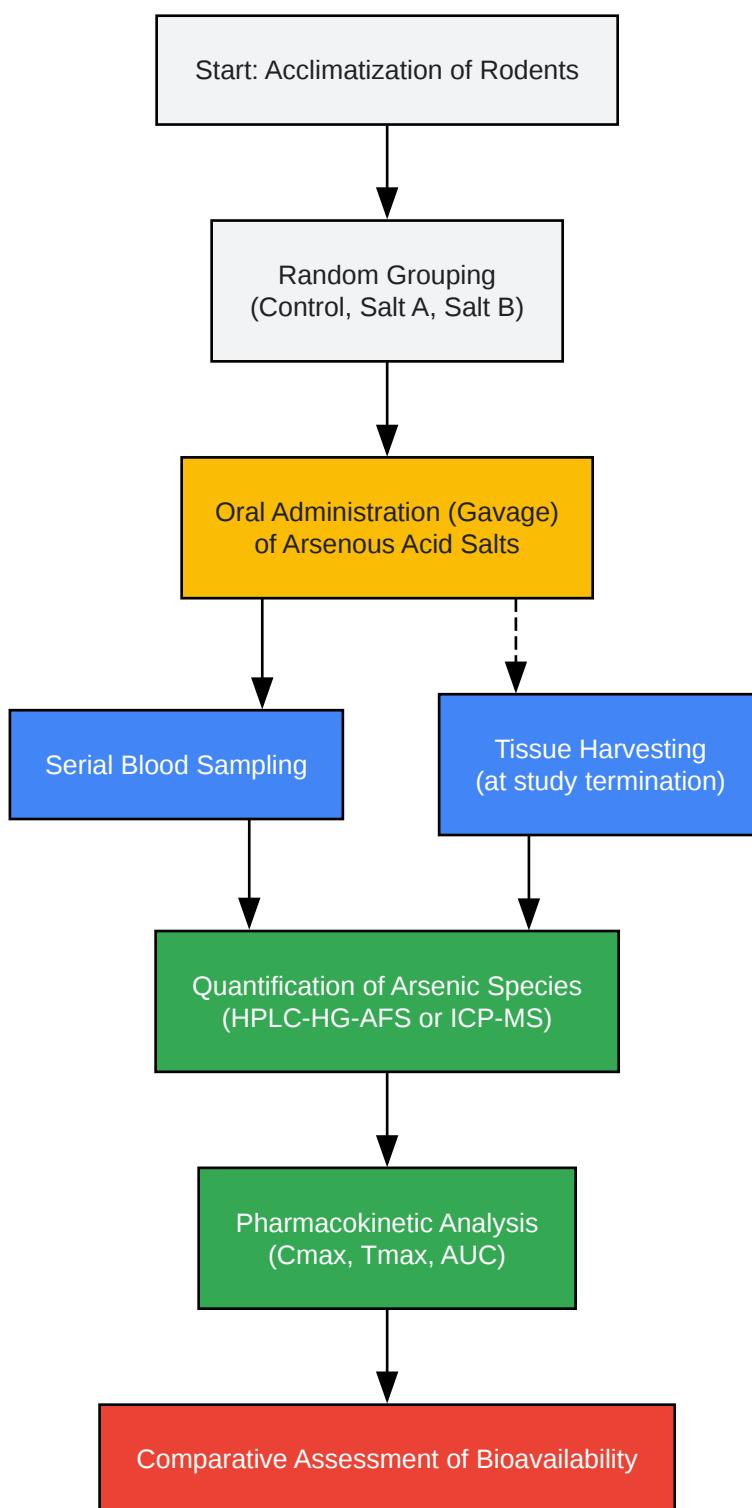 Start: Acclimatization of Rodents
Random Grouping
(Control, Salt A, Salt B)
Oral Administration (Gavage)
of Arsenous Acid Salts
Serial Blood Sampling
Tissue Harvesting
(at study termination)
Quantification of Arsenic Species
(HPLC-HG-AFS or ICP-MS)
Pharmacokinetic Analysis
(Cmax, Tmax, AUC)
Comparative Assessment of Bioavailability